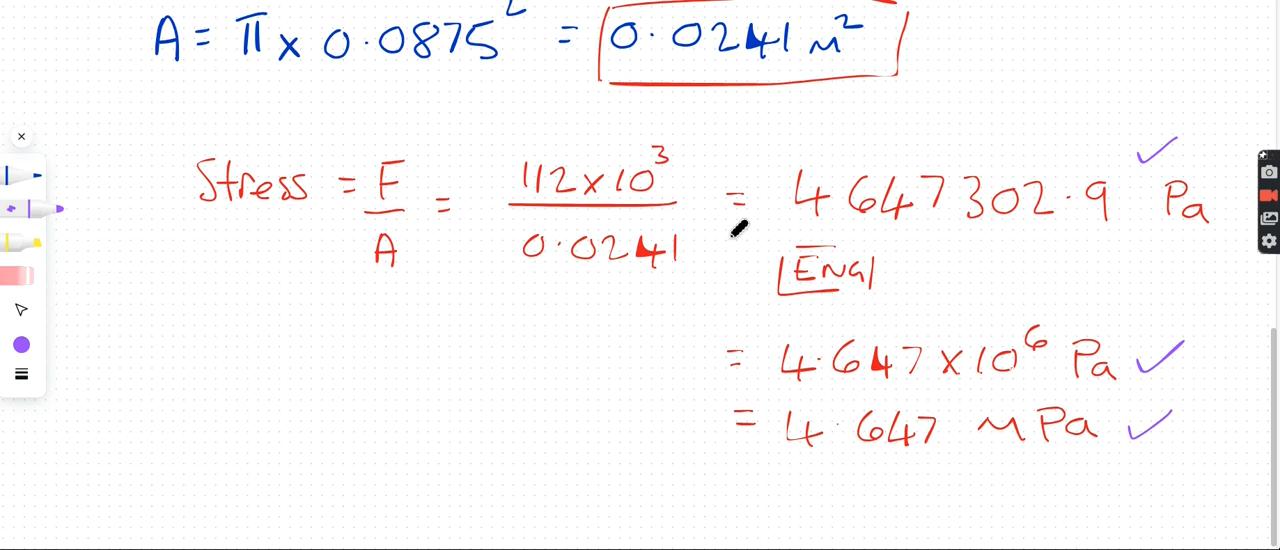 A = π × 0.0875² = 0.0241 m²
Stress = F/A = 112×10³/0.0241 = 4647302.9 Pa
ENG
= 4.647×10⁶ Pa
= 4.647 MPa